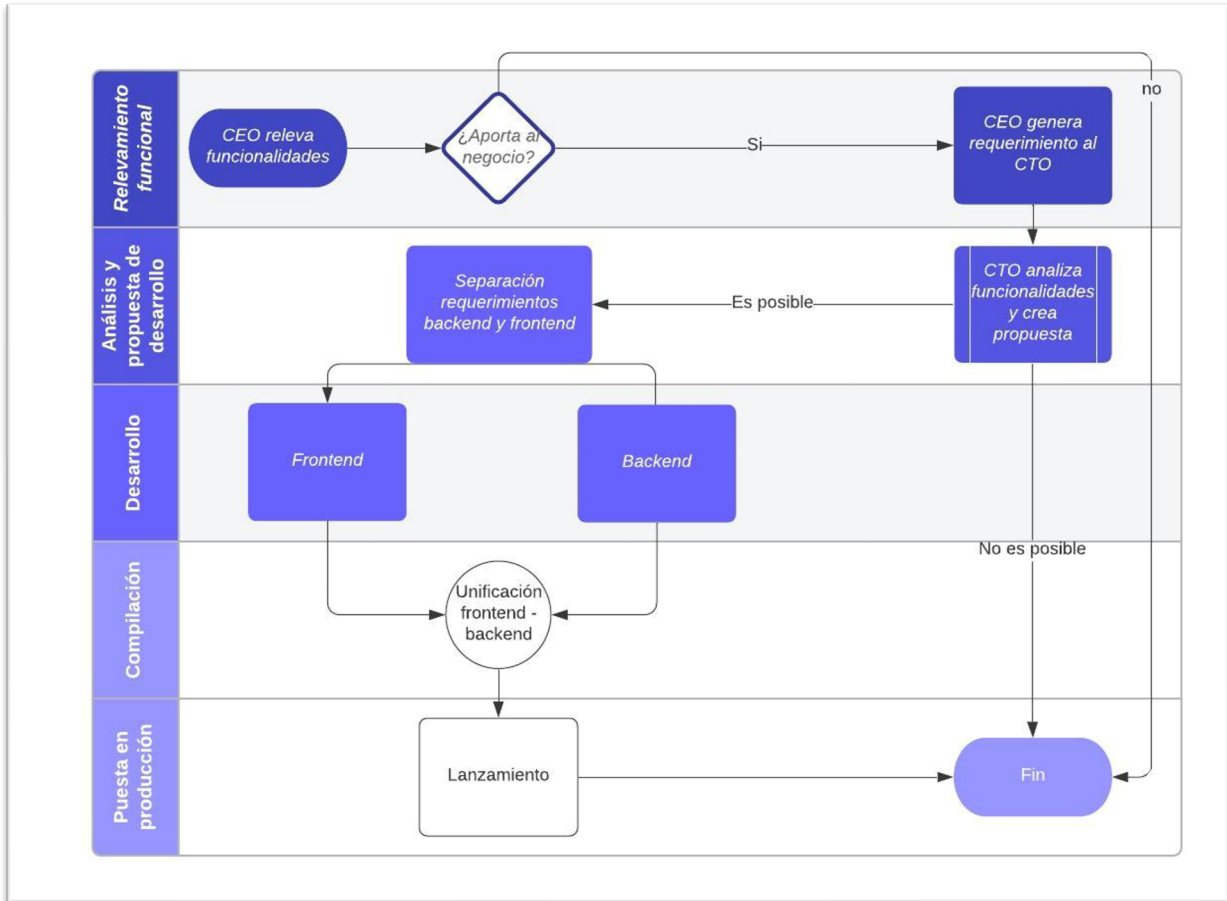 no
Relevamiento
funcional
CEO releva
funcionalidades
¿Aporta al
negocio?
Si
CEO genera
requerimiento al
CTO
Análisis y
propuesta de
desarrollo
Separación
requerimientos
backend y frontend
Es posible
CTO analiza
funcionalidades
y crea
propuesta
Desarrollo
Frontend
Backend
No es posible
Compilación
Unificación
frontend -
backend
Puesta en
producción
Lanzamiento
Fin